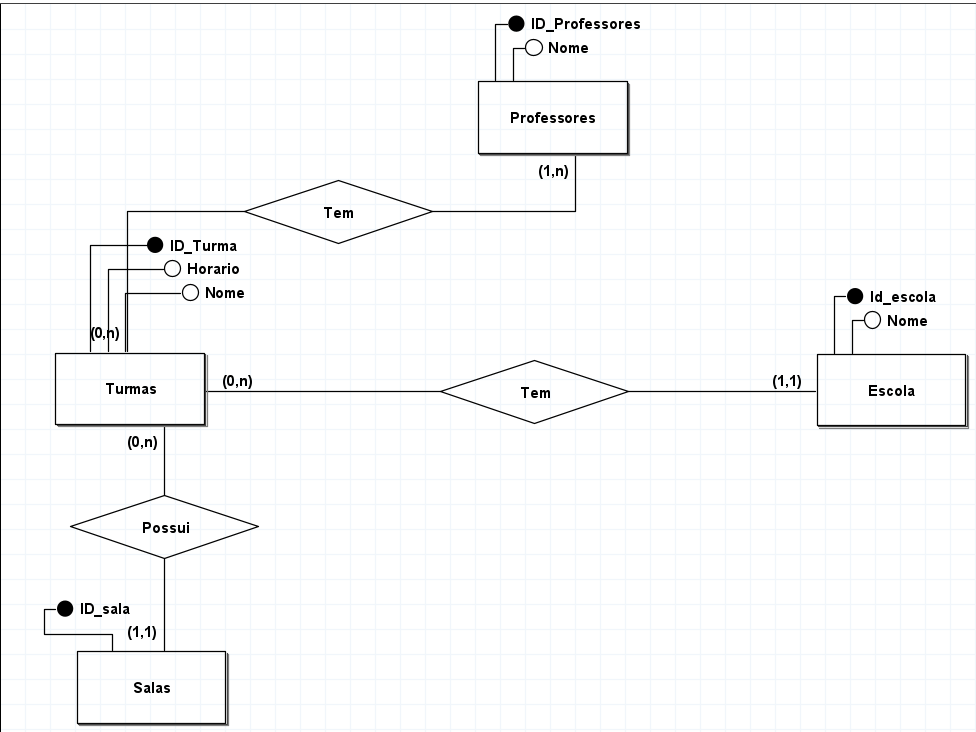 ID_Professores
Nome
Professores
(1,n)
Tem
ID_Turma
Horario
Nome
(0,n)
Turmas
(0,n)
Tem
(1,1)
Id_escola
Nome
Escola
(0,n)
Possui
ID_sala
(1,1)
Salas